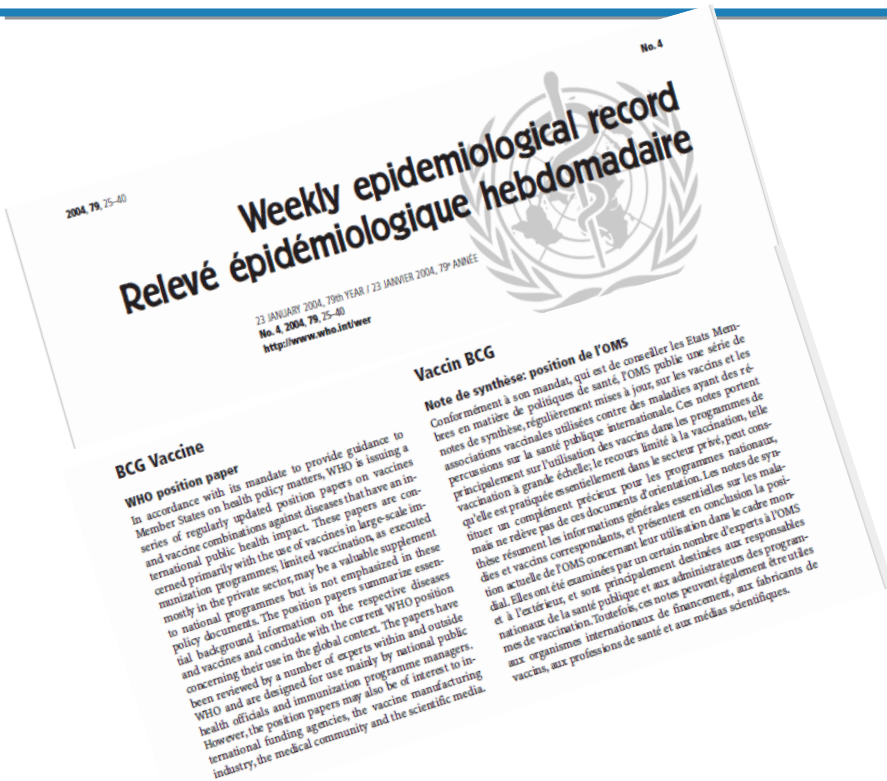 No. 4
2004, 79, 25–40
Weekly epidemiological record
Relevé épidémiologique hebdomadaire
23 JANUARY 2004, 79th YEAR / 23 JANVIER 2004, 79e ANNÉE
No. 4, 2004, 79, 25–40
http://www.who.int/wer
BCG Vaccine
WHO position paper
In accordance with its mandate to provide guidance to
Member States on health policy matters, WHO is issuing a
series of regularly updated position papers on vaccines
and vaccine combinations against diseases that have an in-
ternational public health impact. These papers are con-
cerned primarily with the use of vaccines in large-scale im-
munization programmes; limited vaccination, as executed
mostly in the private sector, may be a valuable supplement
to national programmes but is not emphasized in these
policy documents. The position papers summarize essen-
tial background information on the respective diseases
and vaccines and conclude with the current WHO position
concerning their use in the global context. The papers have
been reviewed by a number of experts within and outside
WHO and are designed for use mainly by national public
health officials and immunization programme managers.
However, the position papers may also be of interest to in-
ternational funding agencies, the vaccine manufacturing
industry, the medical community and the scientific media.
Vaccin BCG
Note de synthèse: position de l'OMS
Conformément à son mandat, qui est de conseiller les Etats Mem-
bres en matière de politiques de santé, l'OMS publie une série de
notes de synthèse, régulièrement mises à jour, sur les vaccins et les
associations vaccinales utilisées contre des maladies ayant des ré-
percussions sur la santé publique internationale. Ces notes portent
principalement sur l'utilisation des vaccins dans les programmes de
vaccination à grande échelle; le recours limité à la vaccination, telle
qu'elle est pratiquée essentiellement dans le secteur privé, peut cons-
tituer un complément précieux pour les programmes nationaux,
mais ne relève pas de ces documents d'orientation. Les notes de syn-
thèse résument les informations générales essentielles sur les mala-
dies et vaccins correspondants, et présentent en conclusion la posi-
tion actuelle de l'OMS concernant leur utilisation dans le cadre mon-
dial. Elles ont été examinées par un certain nombre d'experts à l'OMS
et à l'extérieur, et sont principalement destinées aux responsables
nationaux de la santé publique et aux administrateurs des program-
mes de vaccination. Toutefois, ces notes peuvent également être utiles
aux organismes internationaux de financement, aux fabricants de
vaccins, aux professions de santé et aux médias scientifiques.